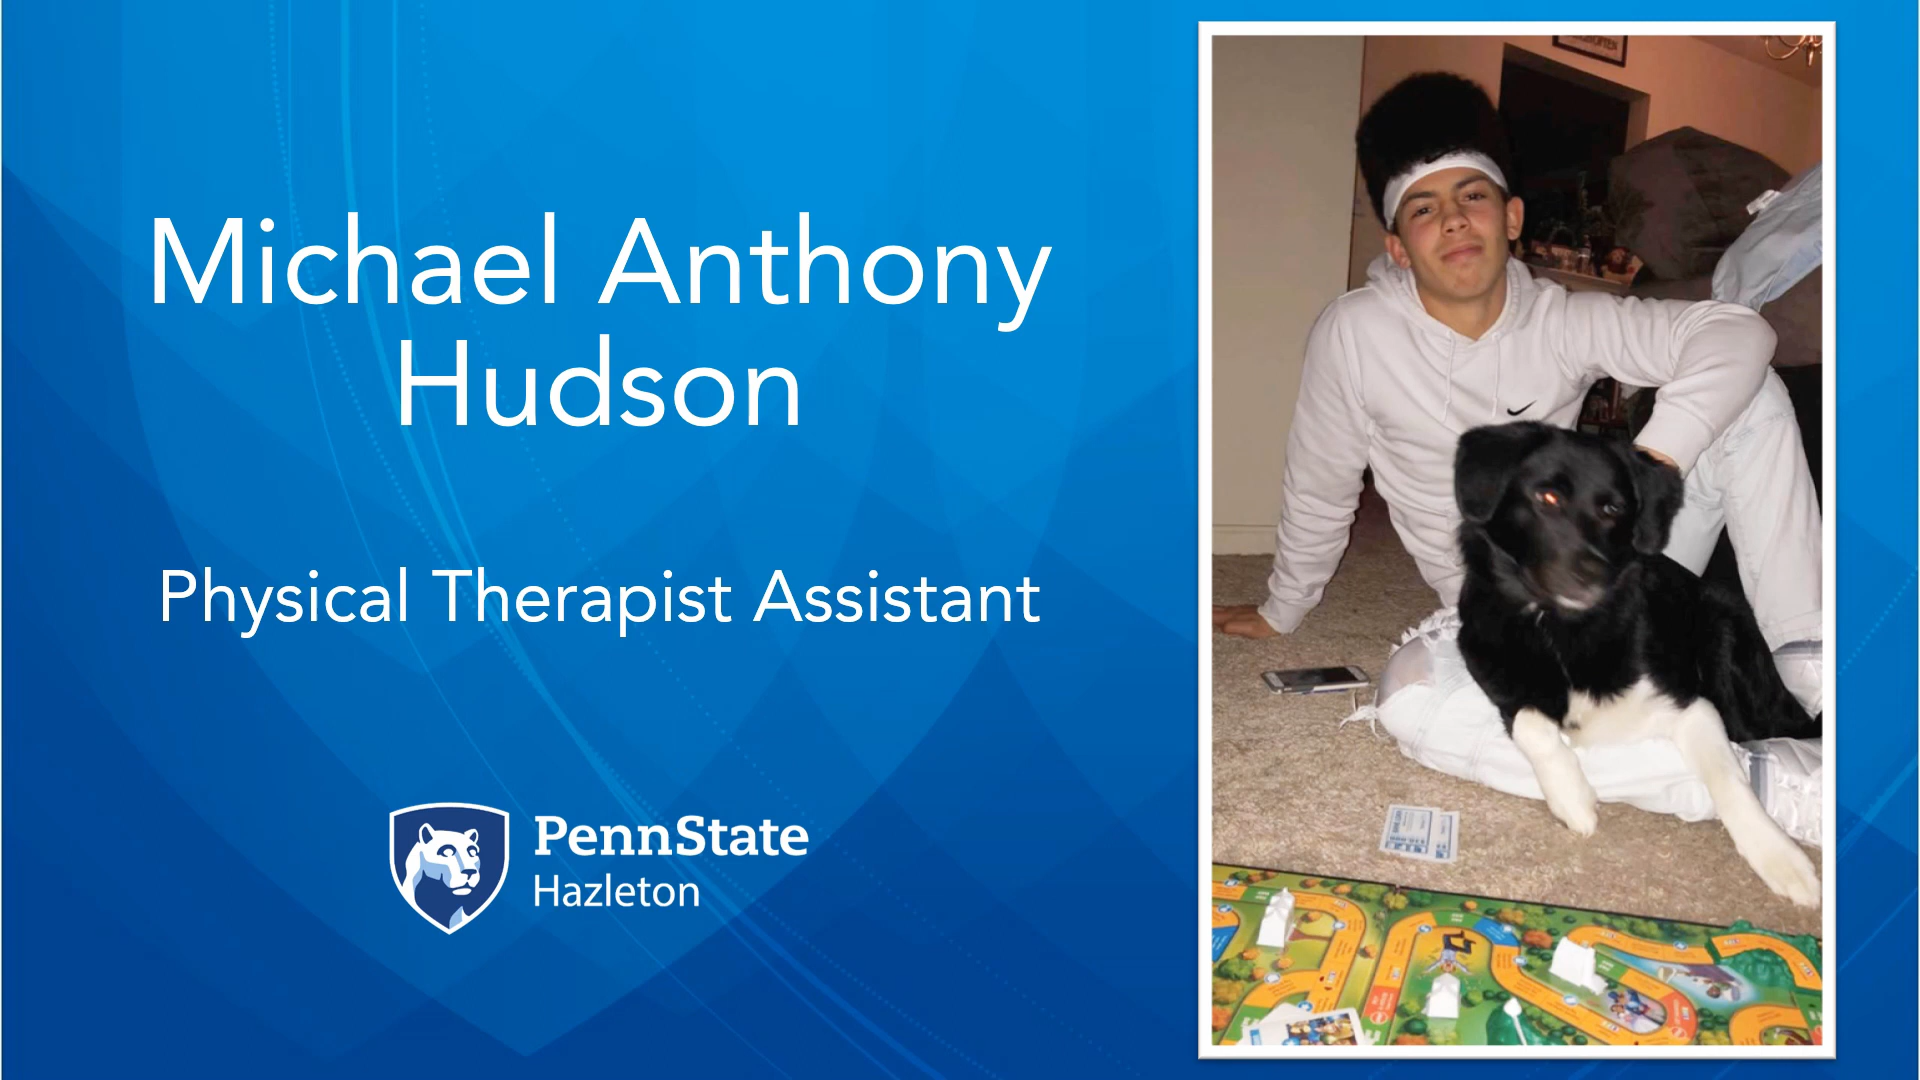 Michael Anthony
Hudson
Physical Therapist Assistant
PennState
Hazleton